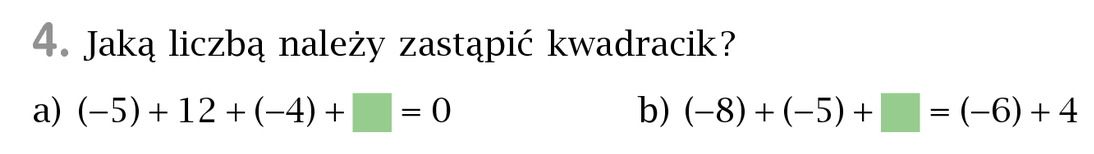 4. Jaką liczbą należy zastąpić kwadracik?
a) (−5) + 12 + (−4) + □ = 0 b) (−8) + (−5) + □ = (−6) + 4